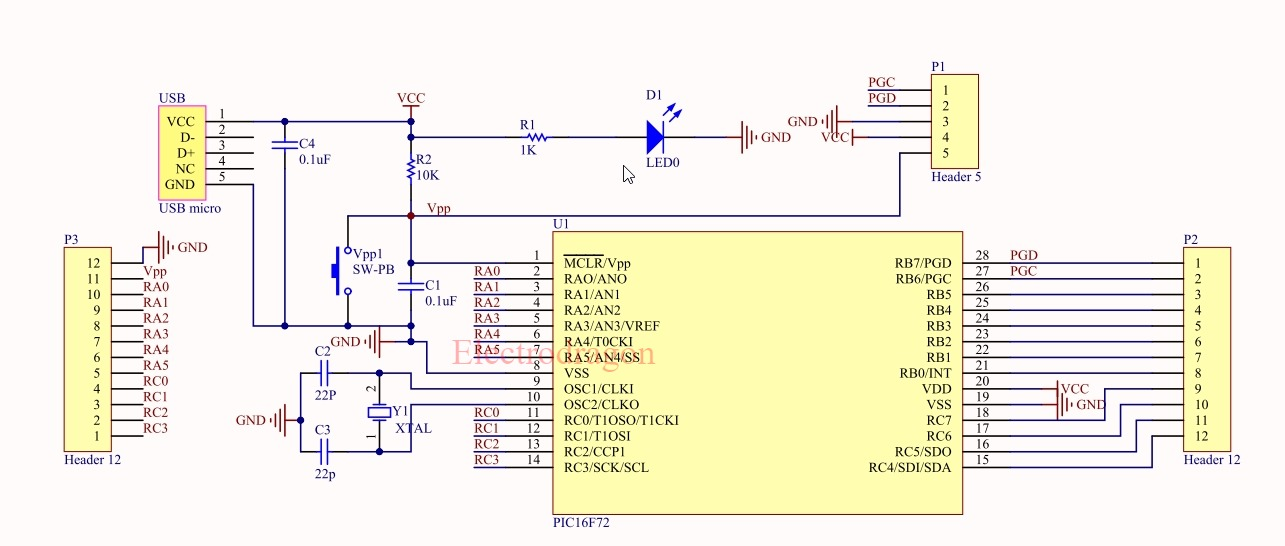 USB
VCC 1
D- 2
D+ 3
NC 4
GND 5
USB micro
C4
0.1uF
VCC
R1
1K
R2
10K
D1
LED0
GND
P1
PGC 1
PGD 2
GND 3
VCC 4
5
Header 5
Vpp
Vpp1
SW-PB
C1
0.1uF
GND
P3
GND
12
11 Vpp
10 RA0
9 RA1
8 RA2
7 RA3
6 RA4
5 RA5
4 RC0
3 RC1
2 RC2
1 RC3
Header 12
C2
22P
GND
2
Y1
XTAL
1
C3
22p
U1
1 MCLR/Vpp
RA0 2 RAO/ANO
RA1 3 RA1/AN1
RA2 4 RA2/AN2
RA3 5 RA3/AN3/VREF
RA4 6 RA4/T0CKI
RA5 7 RA5/AN4/SS
8 VSS
9 OSC1/CLKI
10 OSC2/CLKO
RC0 11 RC0/T1OSO/T1CKI
RC1 12 RC1/T1OSI
RC2 13 RC2/CCP1
RC3 14 RC3/SCK/SCL
Electrodragon
RB7/PGD 28 PGD
RB6/PGC 27 PGC
RB5 26
RB4 25
RB3 24
RB2 23
RB1 22
RB0/INT 21
VDD 20 VCC
VSS 19 GND
RC7 18
RC6 17
RC5/SDO 16
RC4/SDI/SDA 15
PIC16F72
P2
1
2
3
4
5
6
7
8
9
10
11
12
Header 12